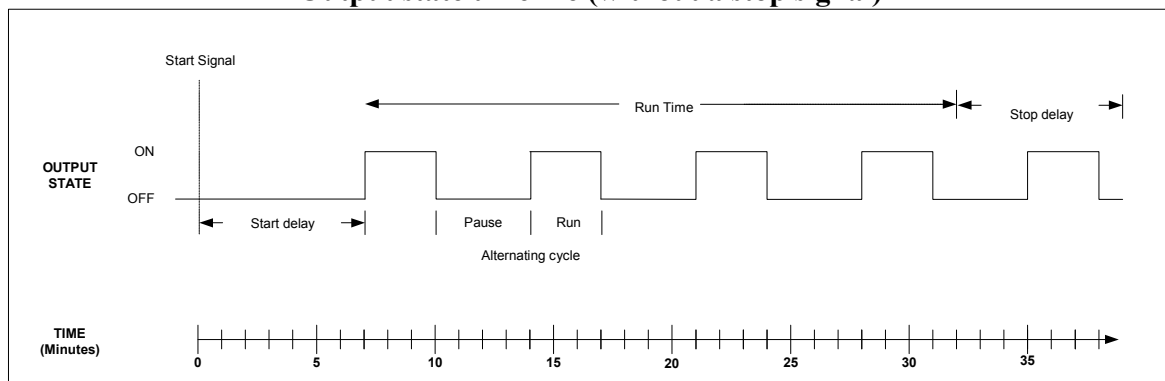 Start Signal
Run Time
Stop delay
ON
OUTPUT
STATE
OFF
Start delay
Pause
Run
Alternating cycle
TIME
(Minutes)
0
5
10
15
20
25
30
35